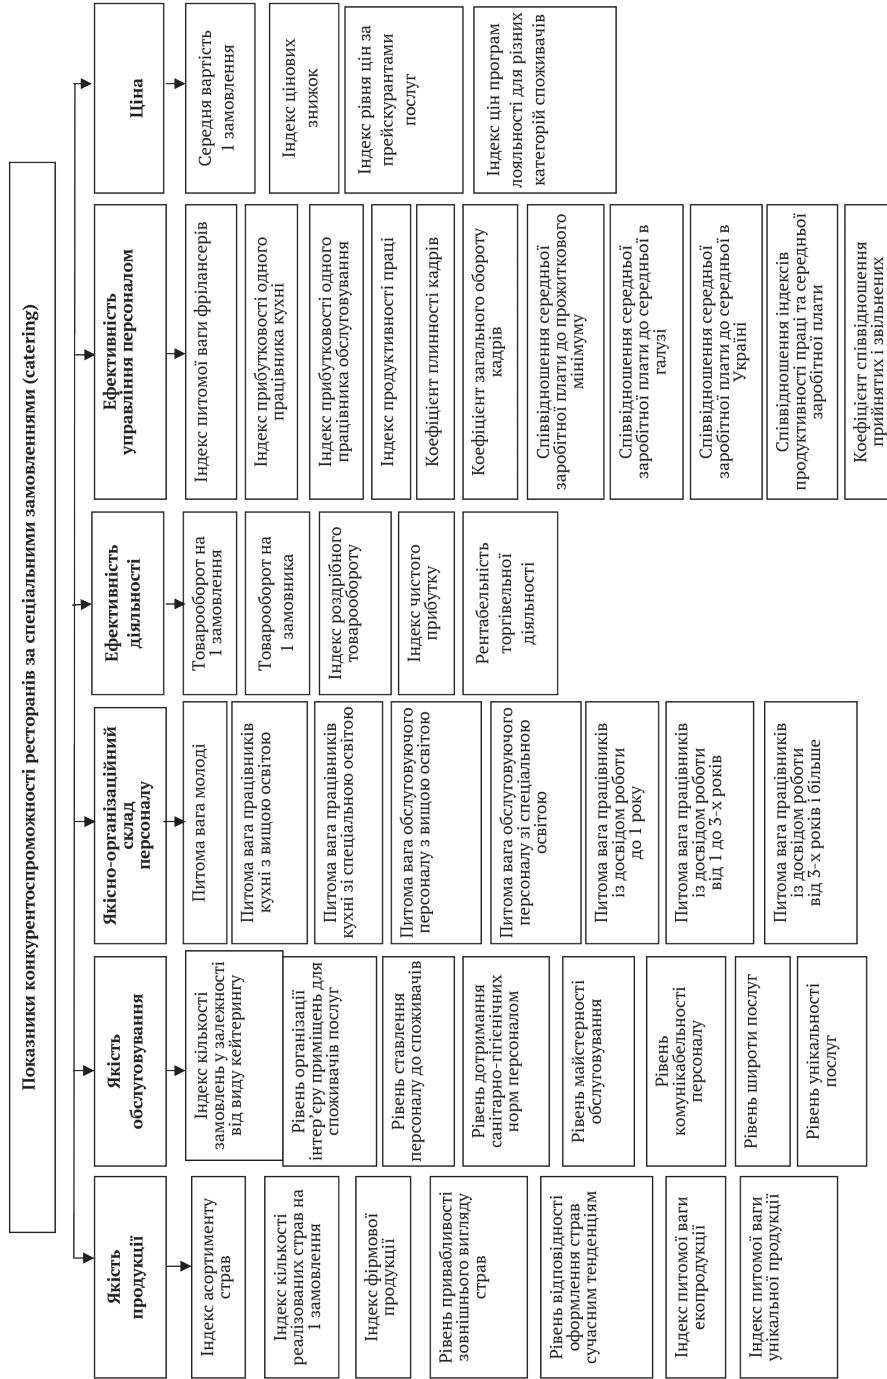 Показники конкурентоспроможності ресторанів за спеціальними замовленнями (catering)
Якість
продукції
Індекс асортименту
страв
Індекс кількості
реалізованих страв на
1 замовлення
Індекс фірмової
продукції
Рівень привабливості
зовнішнього вигляду
страв
Рівень відповідності
оформлення страв
сучасним тенденціям
Індекс питомої ваги
екопродукції
Індекс питомої ваги
унікальної продукції
Якість
обслуговування
Індекс кількості
замовлень у залежності
від виду кейтерингу
Рівень організації
інтер’єру приміщень для
споживачів послуг
Рівень ставлення
персоналу до споживачів
Рівень дотримання
санітарно-гігієнічних
норм персоналом
Рівень майстерності
обслуговування
Рівень
комунікабельності
персоналу
Рівень широти послуг
Рівень унікальності
послуг
Якісно-організаційний
склад
персоналу
Питома вага молоді
Питома вага працівників
кухні з вищою освітою
Питома вага працівників
кухні зі спеціальною освітою
Питома вага обслуговуючого
персоналу з вищою освітою
Питома вага обслуговуючого
персоналу зі спеціальною
освітою
Питома вага працівників
із досвідом роботи
до 1 року
Питома вага працівників
із досвідом роботи
від 1 до 3-х років
Питома вага працівників
із досвідом роботи
від 3-х років і більше
Ефективність
діяльності
Товарооборот на
1 замовлення
Товарооборот на
1 замовника
Індекс роздрібного
товарообороту
Індекс чистого
прибутку
Рентабельність
торгівельної
діяльності
Ефективність
управління персоналом
Індекс питомої ваги фрілансерів
Індекс прибутковості одного
працівника кухні
Індекс прибутковості одного
працівника обслуговування
Індекс продуктивності праці
Коефіцієнт плинності кадрів
Коефіцієнт загального обороту
кадрів
Співвідношення середньої
заробітної плати до прожиткового
мінімуму
Співвідношення середньої
заробітної плати до середньої в
галузі
Співвідношення середньої
заробітної плати до середньої в
Україні
Співвідношення індексів
продуктивності праці та середньої
заробітної плати
Коефіцієнт співвідношення
прийнятих і звільнених
Ціна
Середня вартість
1 замовлення
Індекс цінових
знижок
Індекс рівня цін за
прейскурантами
послуг
Індекс цін програм
лояльності для різних
категорій споживачів